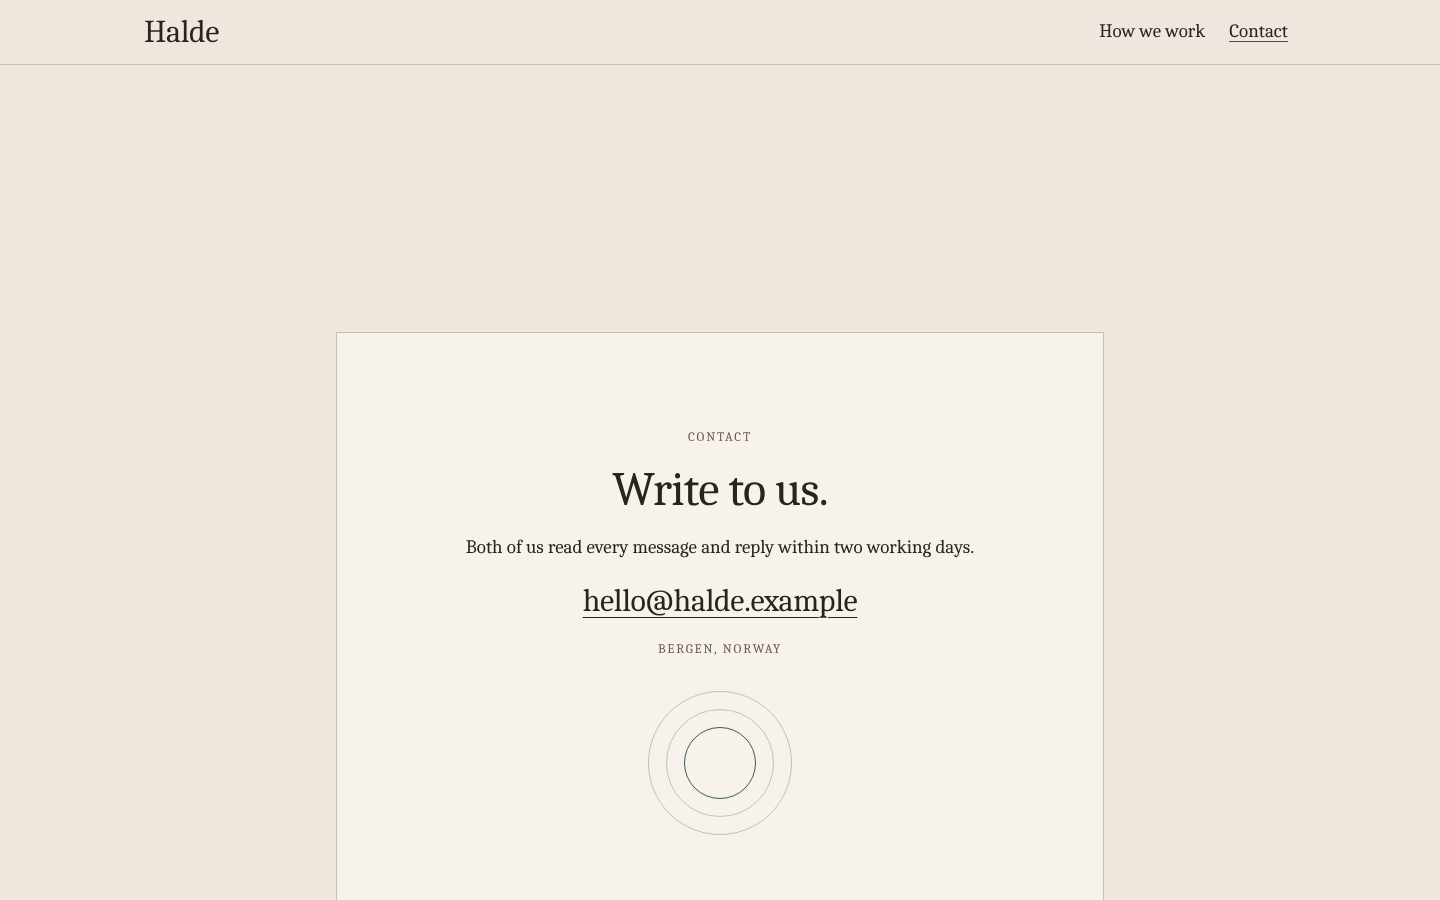 Halde
How we work
Contact
CONTACT
Write to us.
Both of us read every message and reply within two working days.
hello@halde.example
BERGEN, NORWAY